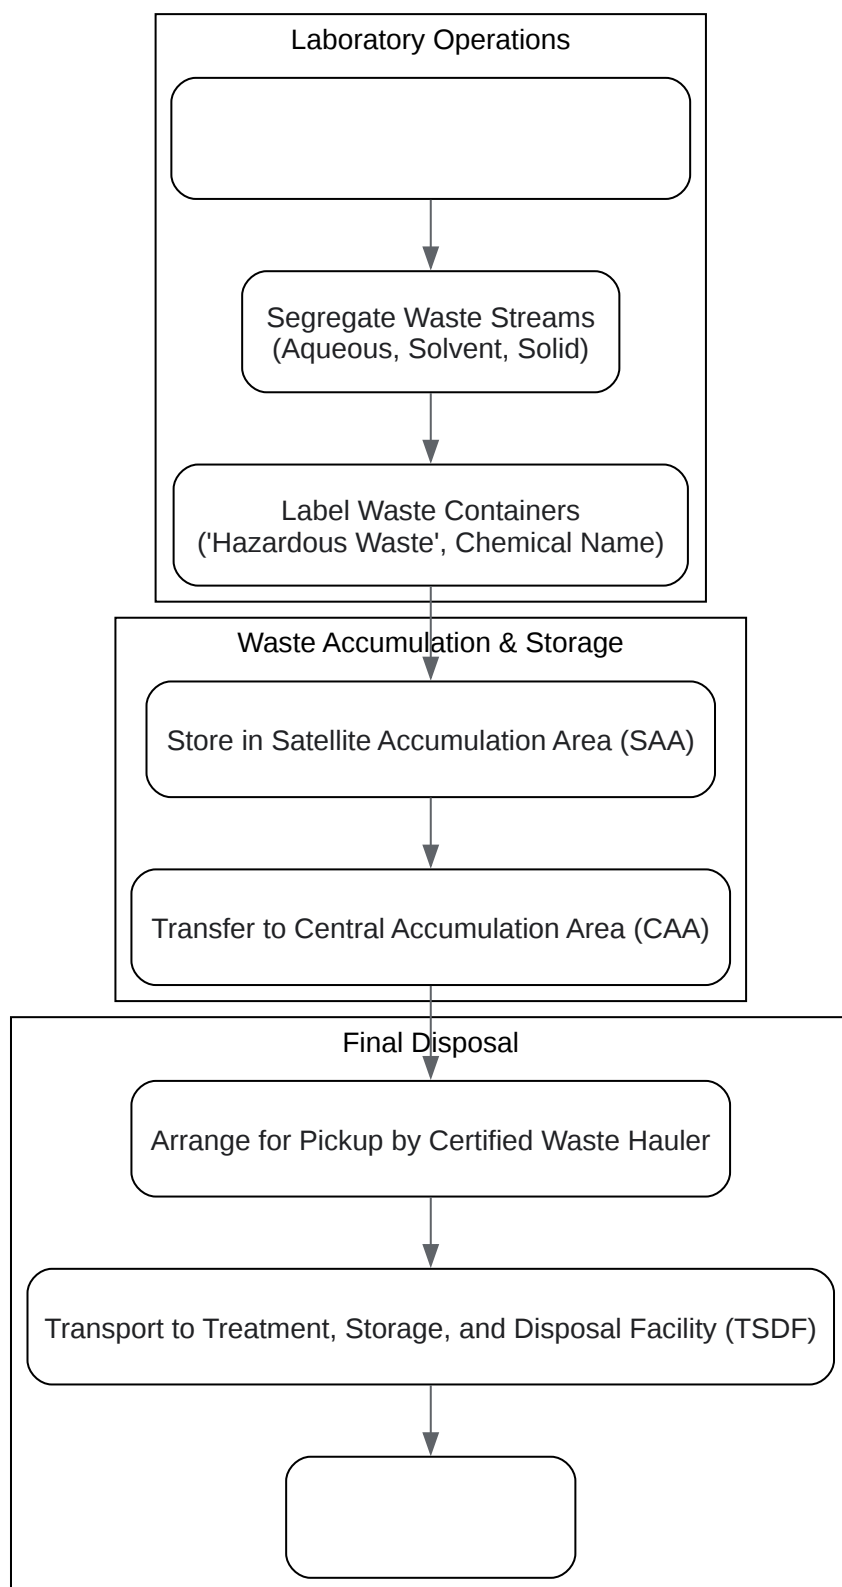 Laboratory Operations
Segregate Waste Streams
(Aqueous, Solvent, Solid)
Label Waste Containers
('Hazardous Waste', Chemical Name)
Waste Accumulation & Storage
Store in Satellite Accumulation Area (SAA)
Transfer to Central Accumulation Area (CAA)
Final Disposal
Arrange for Pickup by Certified Waste Hauler
Transport to Treatment, Storage, and Disposal Facility (TSDF)